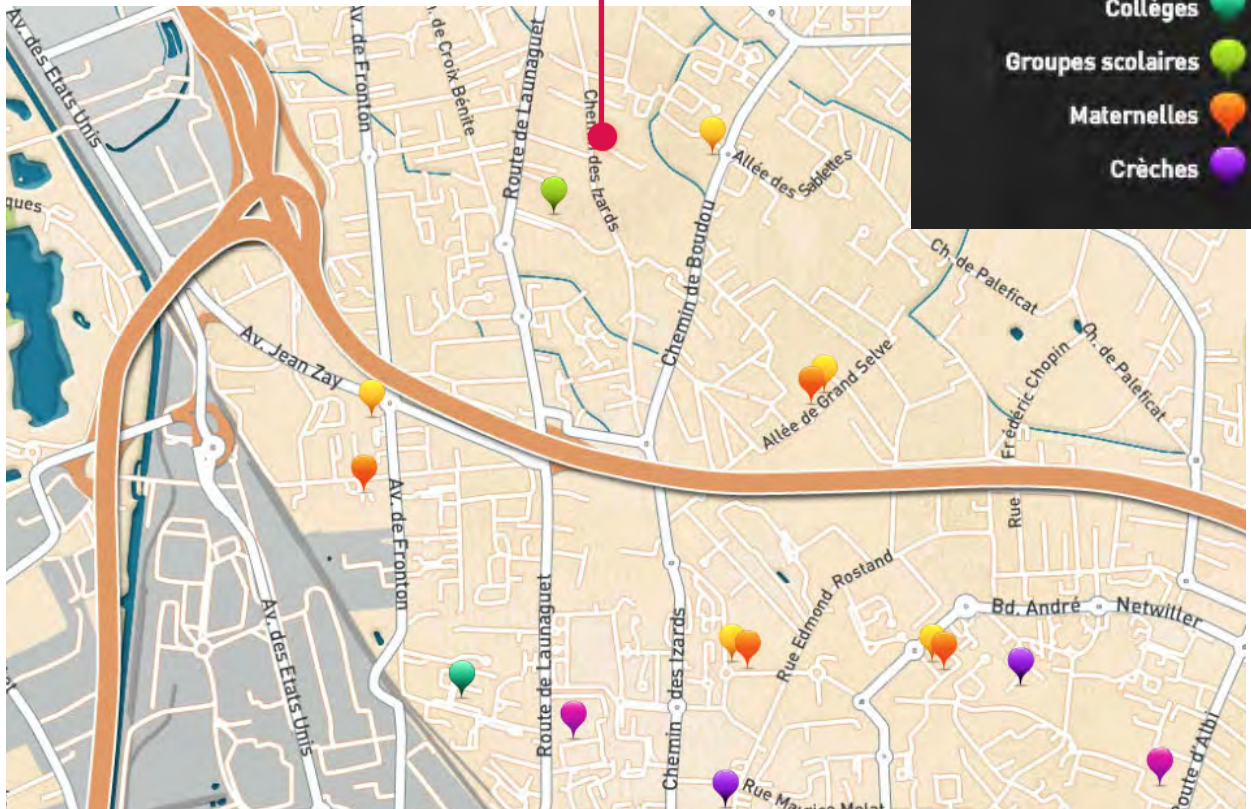 Collèges
Groupes scolaires
Maternelles
Crèches
Av. des Etats Unis
Av. de Fronton
de Croix Bénite
Route de Launaguet
Chemin des Izards
Allée des Sablettes
Chemin de Boudou
ques
Ch. de Paleficat
Ch. de Paleficat
Av. Jean Zay
Allée de Grand Selve
Rue Frédéric Chopin
Av. de Fronton
Rue Edmond Rostand
Bd. André Netwiller
Av. des Etats Unis
Route de Launaguet
Chemin des Izards
Route d'Albi
Rue Maurice Melat